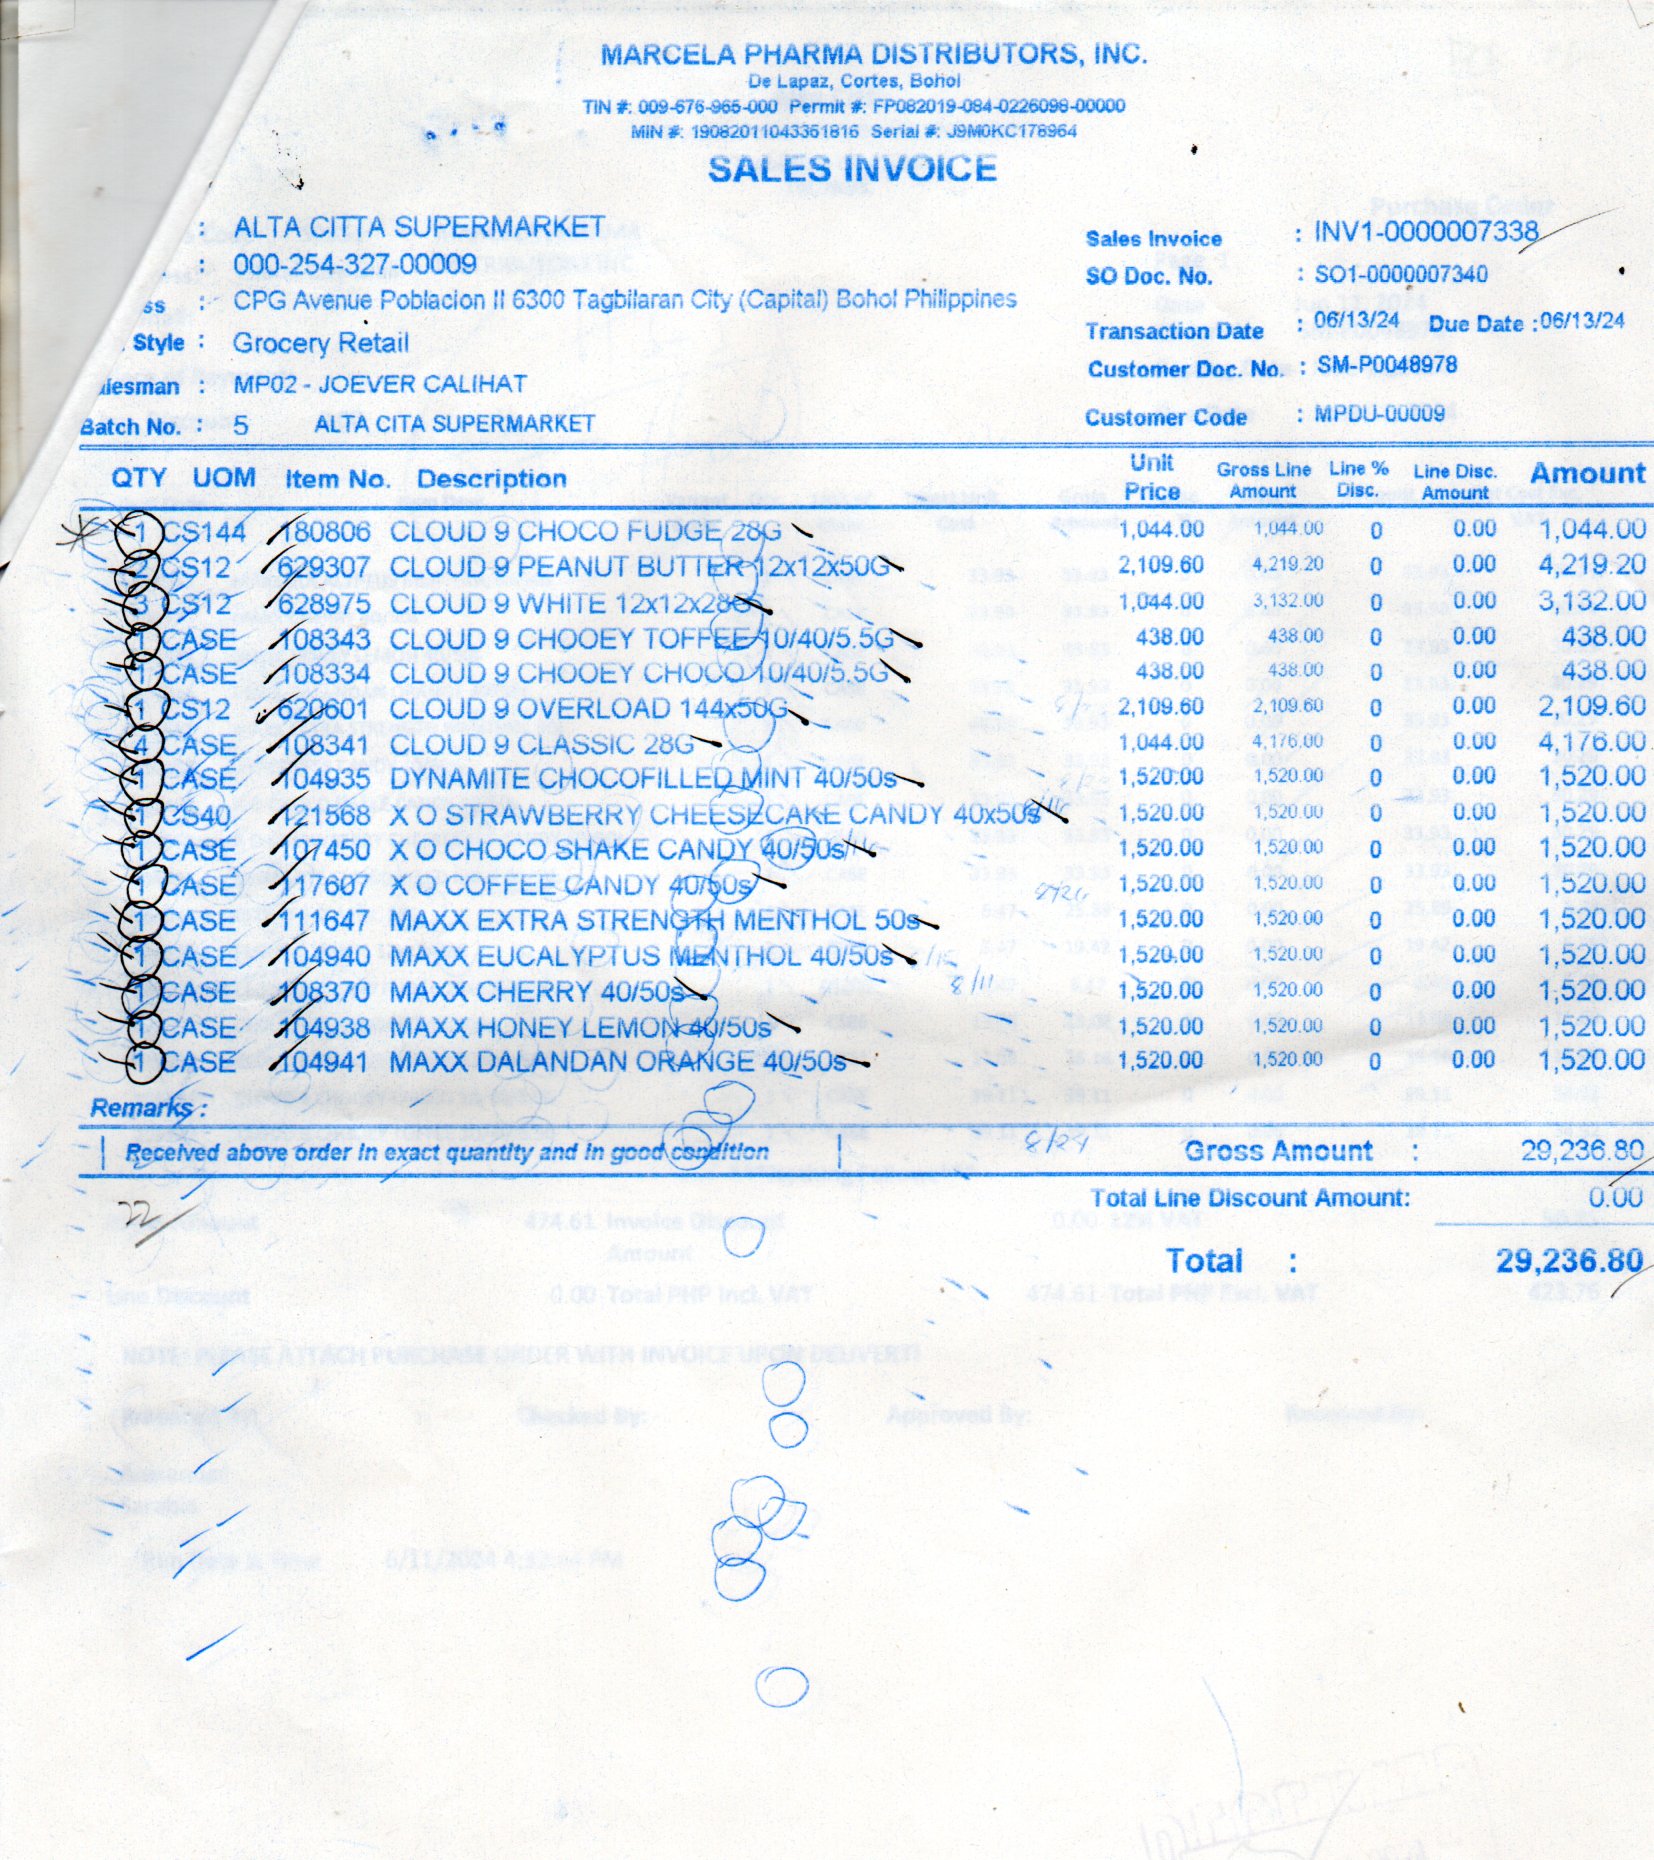 MARCELA PHARMA DISTRIBUTORS, INC.
De Lapaz, Cortes, Bohol
TIN #: 009-676-965-000 Permit #: FP082019-084-0226098-00000
MIN #: 19082011043361816 Serial #: J9M0KC178964
SALES INVOICE
: ALTA CITTA SUPERMARKET
: 000-254-327-00009
ss : CPG Avenue Poblacion II 6300 Tagbilaran City (Capital) Bohol Philippines
Style : Grocery Retail
lesman : MP02 - JOEVER CALIHAT
Batch No. : 5 ALTA CITA SUPERMARKET
Sales Invoice : INV1-0000007338
SO Doc. No. : SO1-0000007340
Transaction Date : 06/13/24 Due Date :06/13/24
Customer Doc. No. : SM-P0048978
Customer Code : MPDU-00009
QTY UOM Item No. Description Unit Price Gross Line Amount Line % Disc. Line Disc. Amount Amount
1 CS144 180806 CLOUD 9 CHOCO FUDGE 28G 1,044.00 1,044.00 0 0.00 1,044.00
2 CS12 629307 CLOUD 9 PEANUT BUTTER 12x12x50G 2,109.60 4,219.20 0 0.00 4,219.20
3 CS12 628975 CLOUD 9 WHITE 12x12x28G 1,044.00 3,132.00 0 0.00 3,132.00
1 CASE 108343 CLOUD 9 CHOOEY TOFFEE 10/40/5.5G 438.00 438.00 0 0.00 438.00
1 CASE 108334 CLOUD 9 CHOOEY CHOCO 10/40/5.5G 438.00 438.00 0 0.00 438.00
1 CS12 620601 CLOUD 9 OVERLOAD 144x50G 2,109.60 2,109.60 0 0.00 2,109.60
4 CASE 108341 CLOUD 9 CLASSIC 28G 1,044.00 4,176.00 0 0.00 4,176.00
1 CASE 104935 DYNAMITE CHOCOFILLED MINT 40/50s 1,520.00 1,520.00 0 0.00 1,520.00
1 CS40 121568 X O STRAWBERRY CHEESECAKE CANDY 40x50s 1,520.00 1,520.00 0 0.00 1,520.00
1 CASE 107450 X O CHOCO SHAKE CANDY 40/50s 1,520.00 1,520.00 0 0.00 1,520.00
1 CASE 117607 X O COFFEE CANDY 40/50s 8/26 1,520.00 1,520.00 0 0.00 1,520.00
1 CASE 111647 MAXX EXTRA STRENGTH MENTHOL 50s 1,520.00 1,520.00 0 0.00 1,520.00
1 CASE 104940 MAXX EUCALYPTUS MENTHOL 40/50s 1,520.00 1,520.00 0 0.00 1,520.00
1 CASE 108370 MAXX CHERRY 40/50s 8/11 1,520.00 1,520.00 0 0.00 1,520.00
1 CASE 104938 MAXX HONEY LEMON 40/50s 1,520.00 1,520.00 0 0.00 1,520.00
1 CASE 104941 MAXX DALANDAN ORANGE 40/50s 1,520.00 1,520.00 0 0.00 1,520.00
Remarks :
Received above order in exact quantity and in good condition
8/24
Gross Amount : 29,236.80
22
Total Line Discount Amount: 0.00
Total : 29,236.80